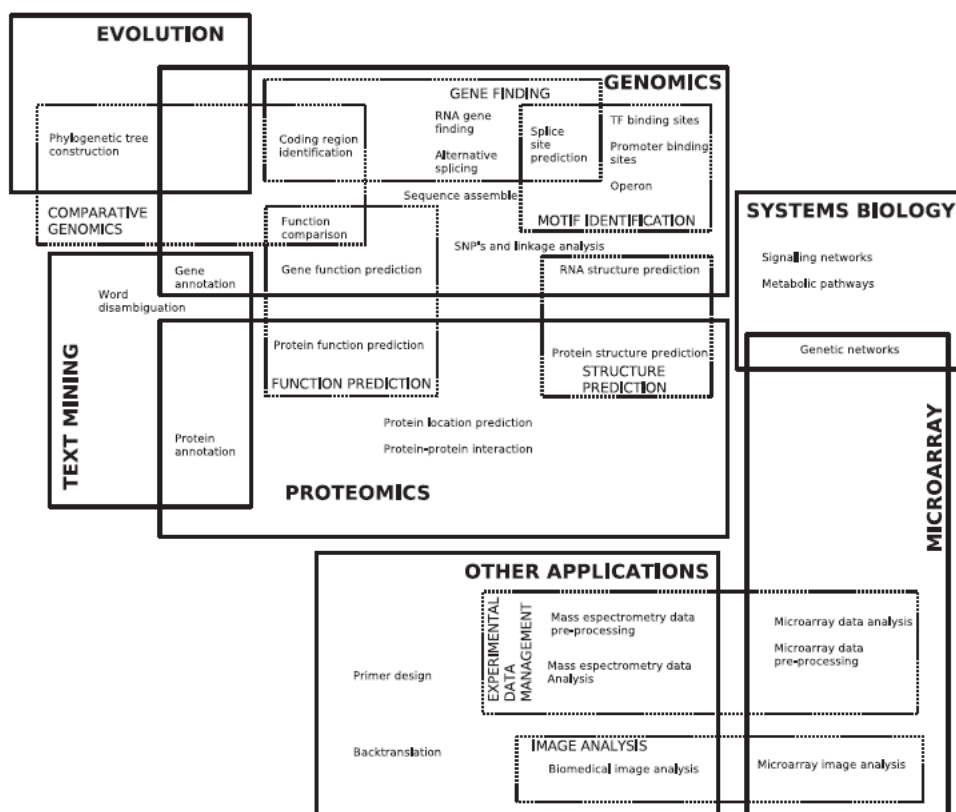 EVOLUTION
GENOMICS
GENE FINDING
RNA gene
finding
Alternative
splicing
Coding region
identification
Splice
site
prediction
TF binding sites
Promoter binding
sites
Operon
MOTIF IDENTIFICATION
Phylogenetic tree
construction
COMPARATIVE
GENOMICS
Sequence assemble
Function
comparison
SNP's and linkage analysis
Gene function prediction
RNA structure prediction
Gene
annotation
Word
disambiguation
TEXT MINING
Protein function prediction
FUNCTION PREDICTION
Protein structure prediction
STRUCTURE
PREDICTION
Protein location prediction
Protein-protein interaction
Protein
annotation
PROTEOMICS
SYSTEMS BIOLOGY
Signalling networks
Metabolic pathways
Genetic networks
MICROARRAY
OTHER APPLICATIONS
EXPERIMENTAL
DATA
MANAGEMENT
Mass espectrometry data
pre-processing
Mass espectrometry data
Analysis
Microarray data analysis
Microarray data
pre-processing
Primer design
Backtranslation
IMAGE ANALYSIS
Biomedical image analysis
Microarray image analysis